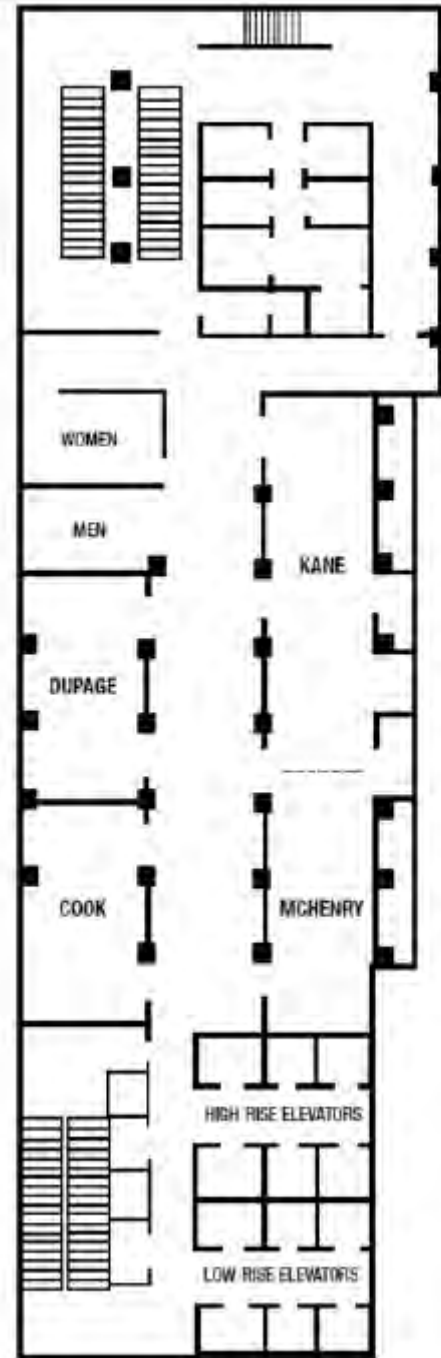 WOMEN
MEN
KANE
DUPAGE
COOK
MCHENRY
HIGH RISE ELEVATORS
LOW RISE ELEVATORS